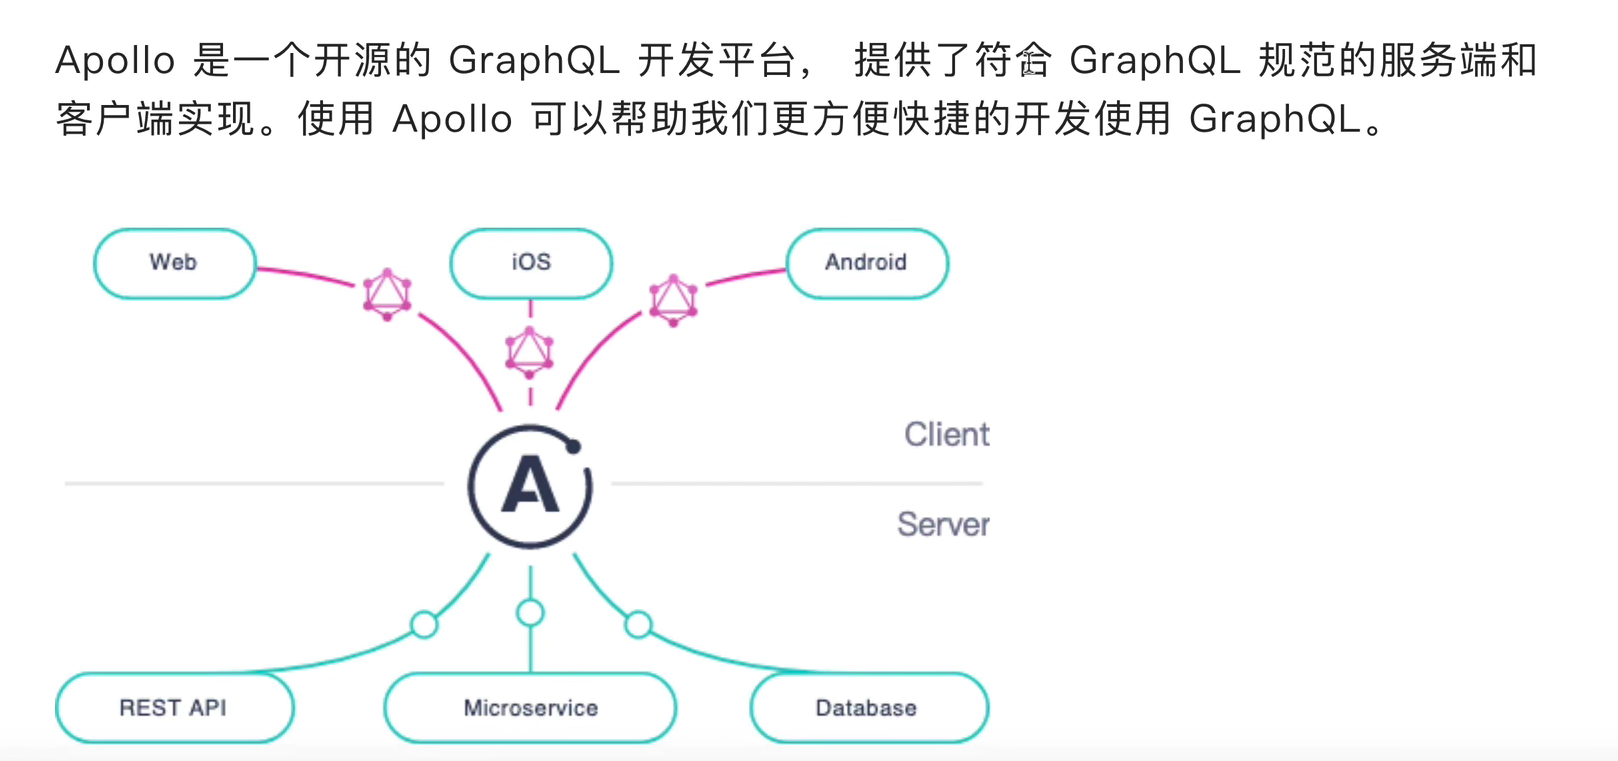 Apollo 是一个开源的 GraphQL 开发平台， 提供了符合 GraphQL 规范的服务端和
客户端实现。使用 Apollo 可以帮助我们更方便快捷的开发使用 GraphQL。
Web
iOS
Android
Client
A
Server
REST API
Microservice
Database